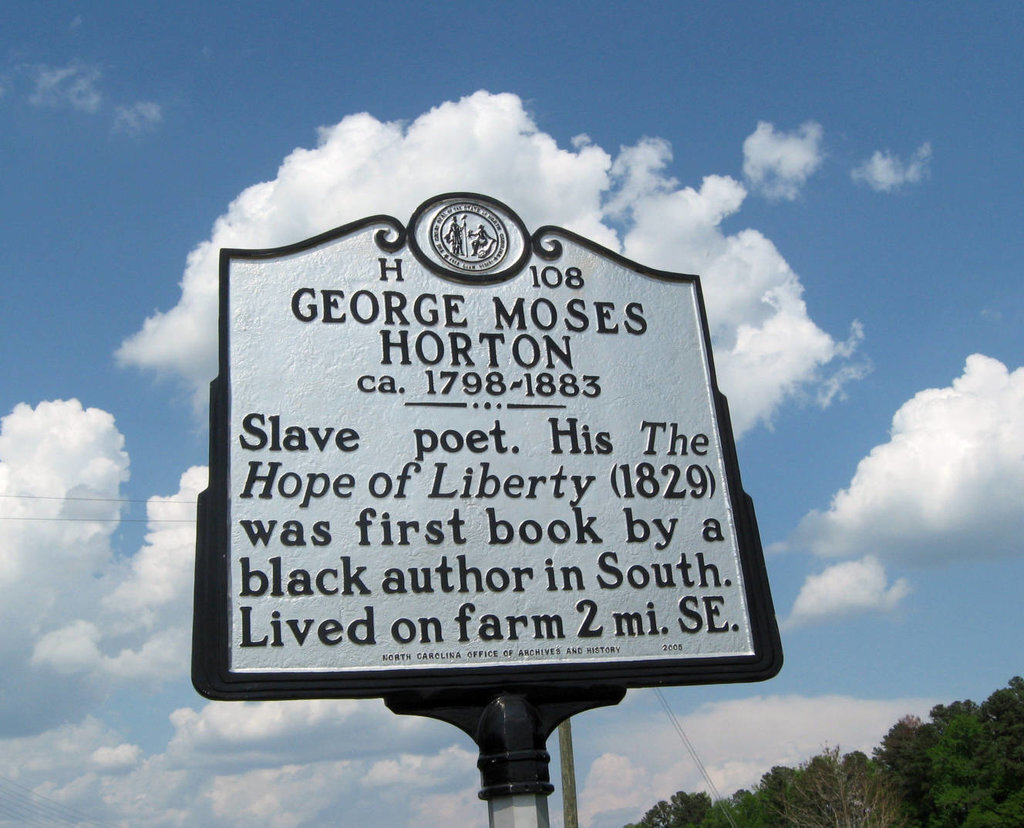 H 108
GEORGE MOSES
HORTON
ca. 1798-1883
Slave poet. His The
Hope of Liberty (1829)
was first book by a
black author in South.
Lived on farm 2 mi. SE.
NORTH CAROLINA OFFICE OF ARCHIVES AND HISTORY 2005